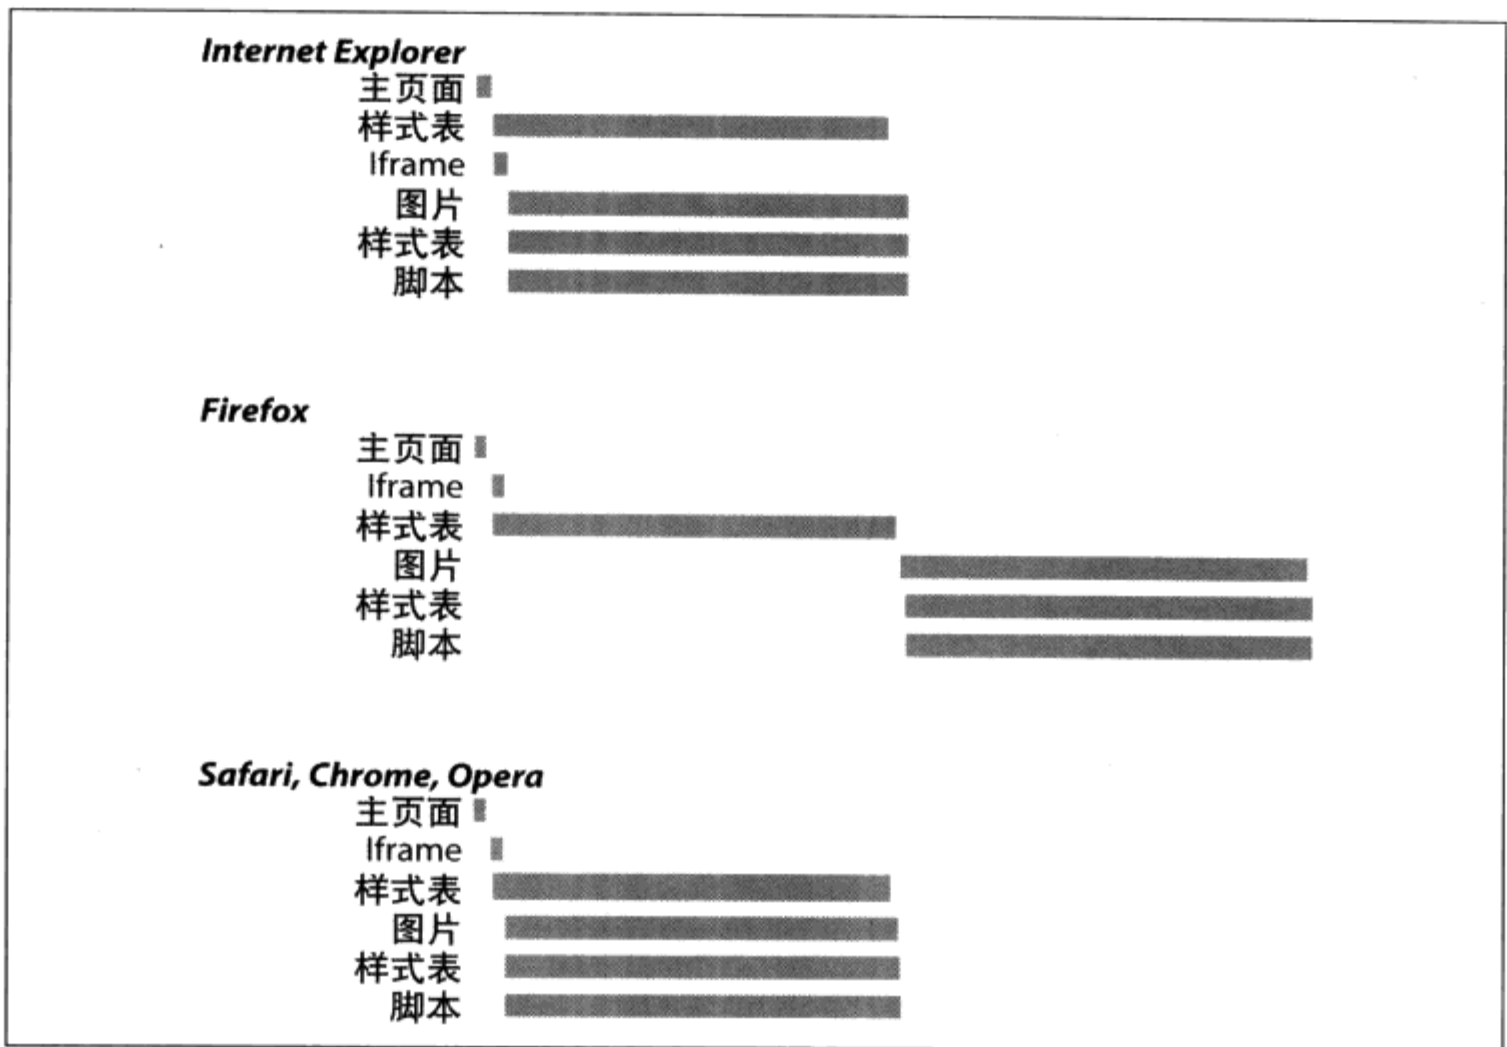 Internet Explorer
主页面
样式表
Iframe
图片
样式表
脚本
Firefox
主页面
Iframe
样式表
图片
样式表
脚本
Safari, Chrome, Opera
主页面
Iframe
样式表
图片
样式表
脚本